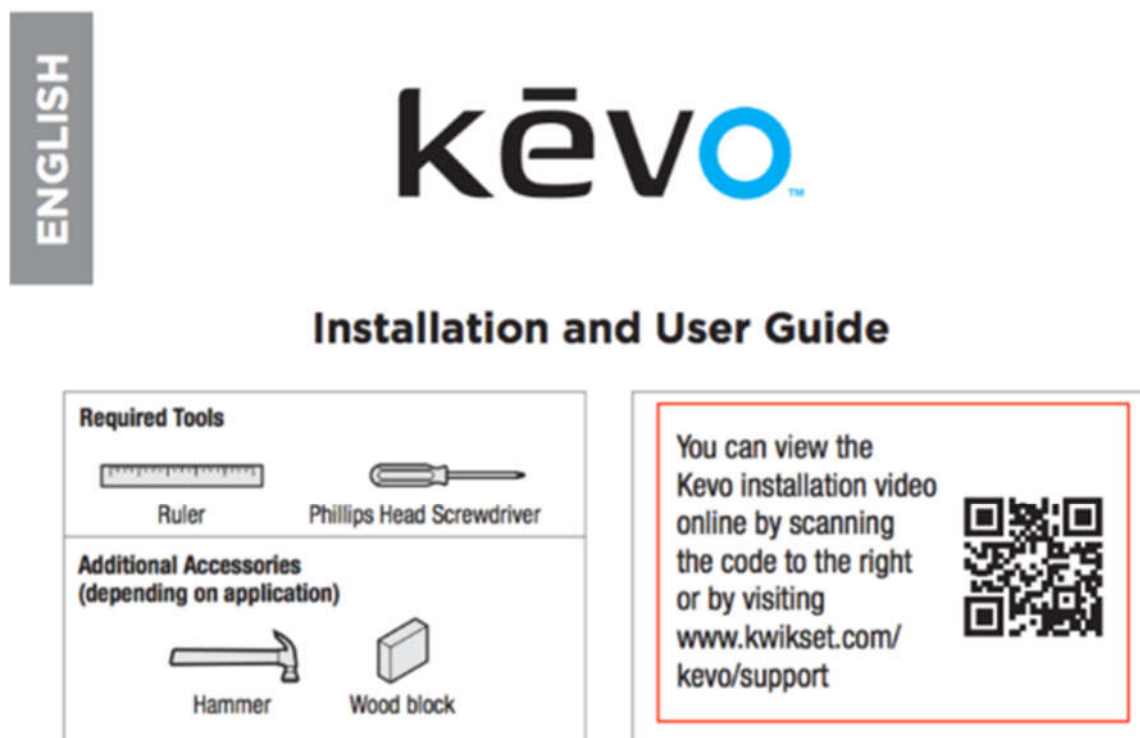 ENGLISH
kēvo™
Installation and User Guide
Required Tools
Ruler
Phillips Head Screwdriver
Additional Accessories
(depending on application)
Hammer
Wood block
You can view the
Kevo installation video
online by scanning
the code to the right
or by visiting
www.kwikset.com/
kevo/support